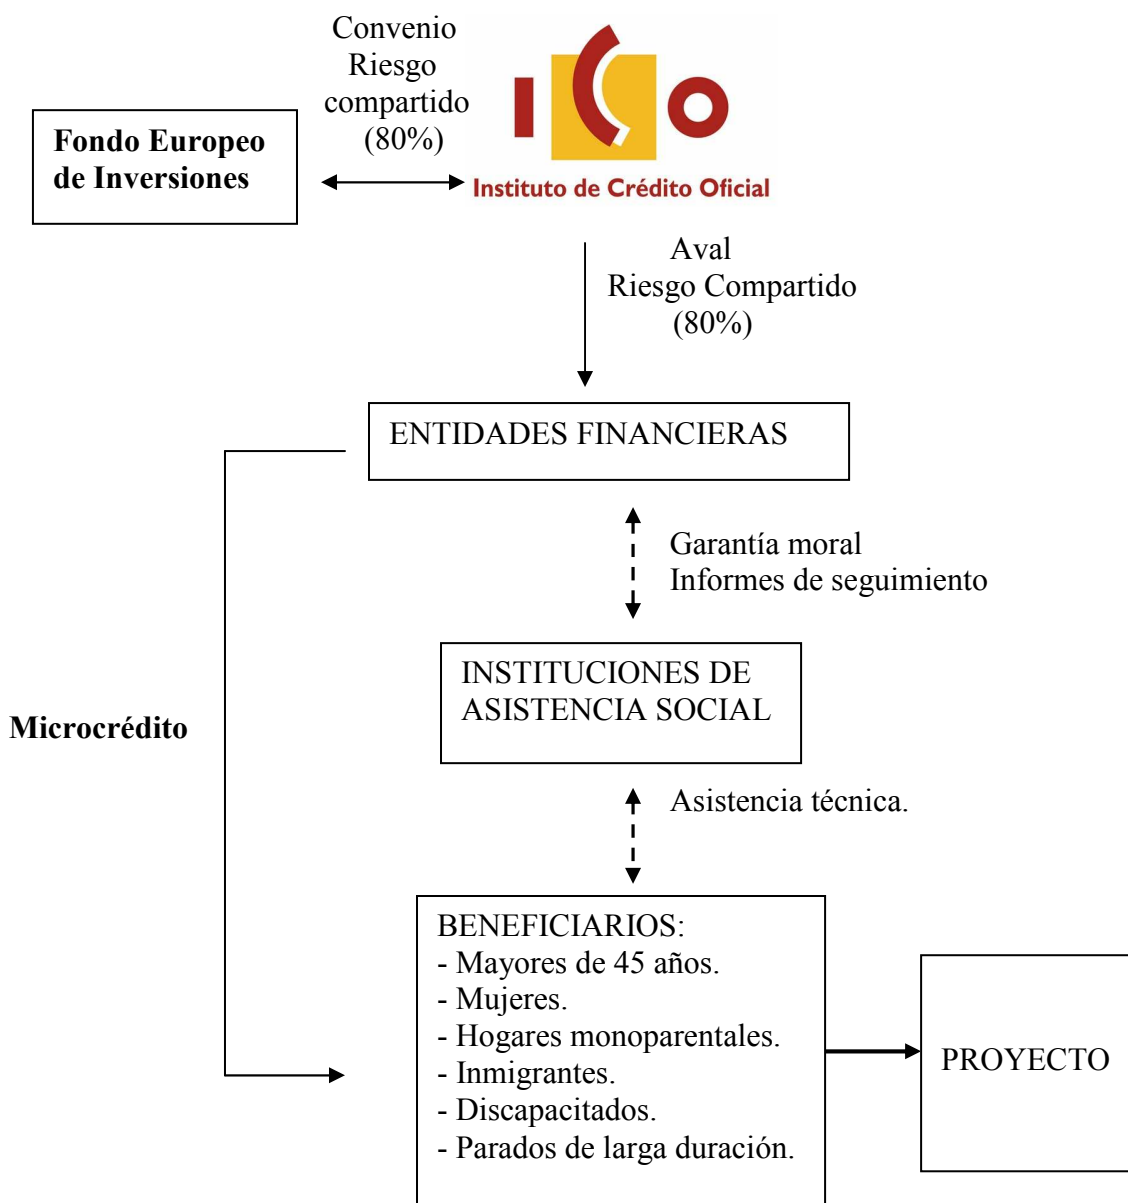 Convenio
Riesgo
compartido
(80%)
Fondo Europeo
de Inversiones
ICO
Instituto de Crédito Oficial
Aval
Riesgo Compartido
(80%)
ENTIDADES FINANCIERAS
Garantía moral
Informes de seguimiento
INSTITUCIONES DE
ASISTENCIA SOCIAL
Microcrédito
Asistencia técnica.
BENEFICIARIOS:
- Mayores de 45 años.
- Mujeres.
- Hogares monoparentales.
- Inmigrantes.
- Discapacitados.
- Parados de larga duración.
PROYECTO